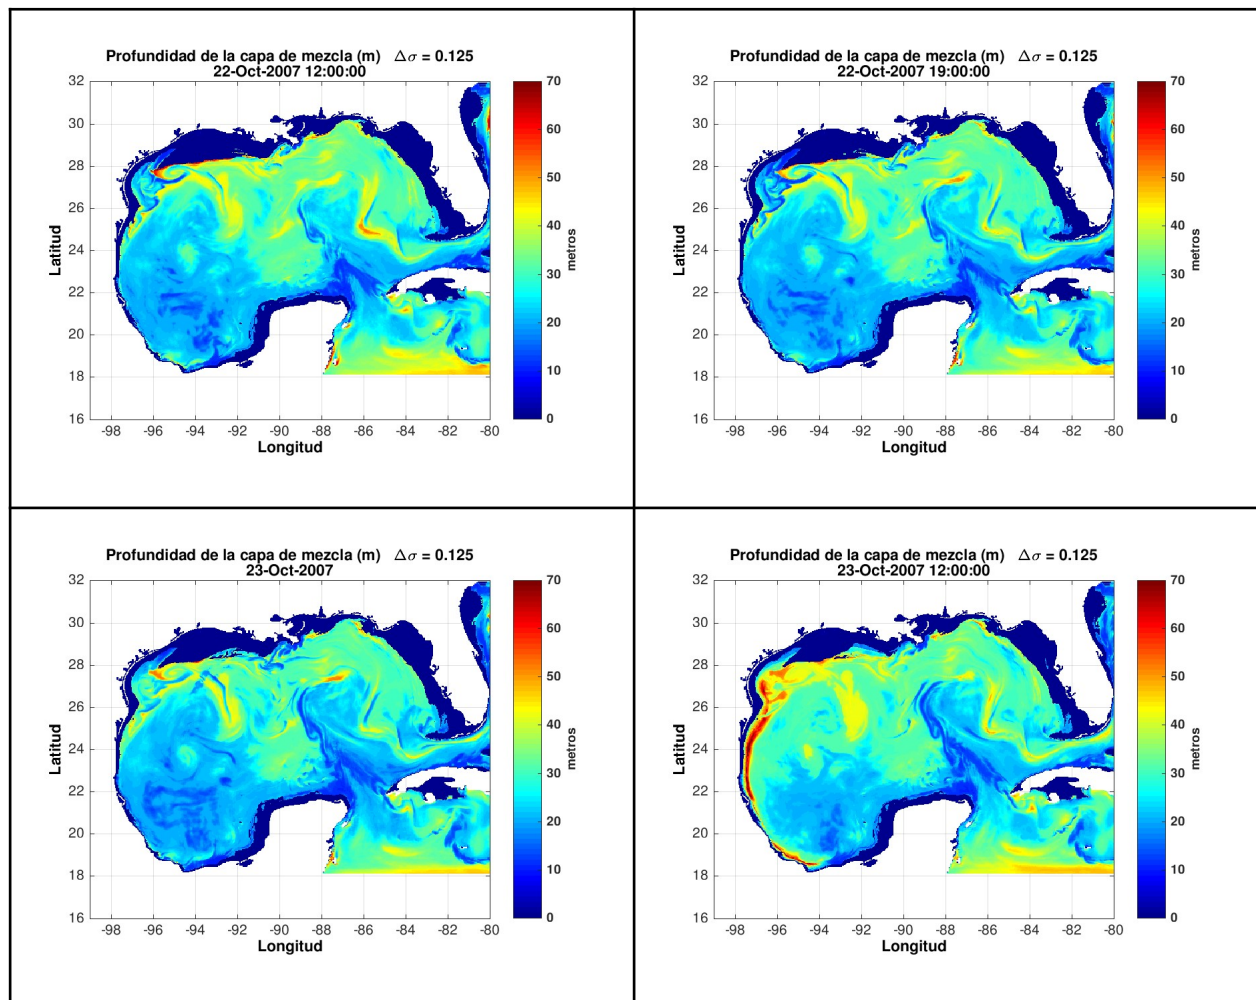 Profundidad de la capa de mezcla (m) Δσ = 0.125
22-Oct-2007 12:00:00
32
30
28
26
24
22
20
18
16
Latitud
-98 -96 -94 -92 -90 -88 -86 -84 -82 -80
Longitud
70
60
50
40
30
20
10
0
metros
Profundidad de la capa de mezcla (m) Δσ = 0.125
22-Oct-2007 19:00:00
32
30
28
26
24
22
20
18
16
Latitud
-98 -96 -94 -92 -90 -88 -86 -84 -82 -80
Longitud
70
60
50
40
30
20
10
0
metros
Profundidad de la capa de mezcla (m) Δσ = 0.125
23-Oct-2007
32
30
28
26
24
22
20
18
16
Latitud
-98 -96 -94 -92 -90 -88 -86 -84 -82 -80
Longitud
70
60
50
40
30
20
10
0
metros
Profundidad de la capa de mezcla (m) Δσ = 0.125
23-Oct-2007 12:00:00
32
30
28
26
24
22
20
18
16
Latitud
-98 -96 -94 -92 -90 -88 -86 -84 -82 -80
Longitud
70
60
50
40
30
20
10
0
metros